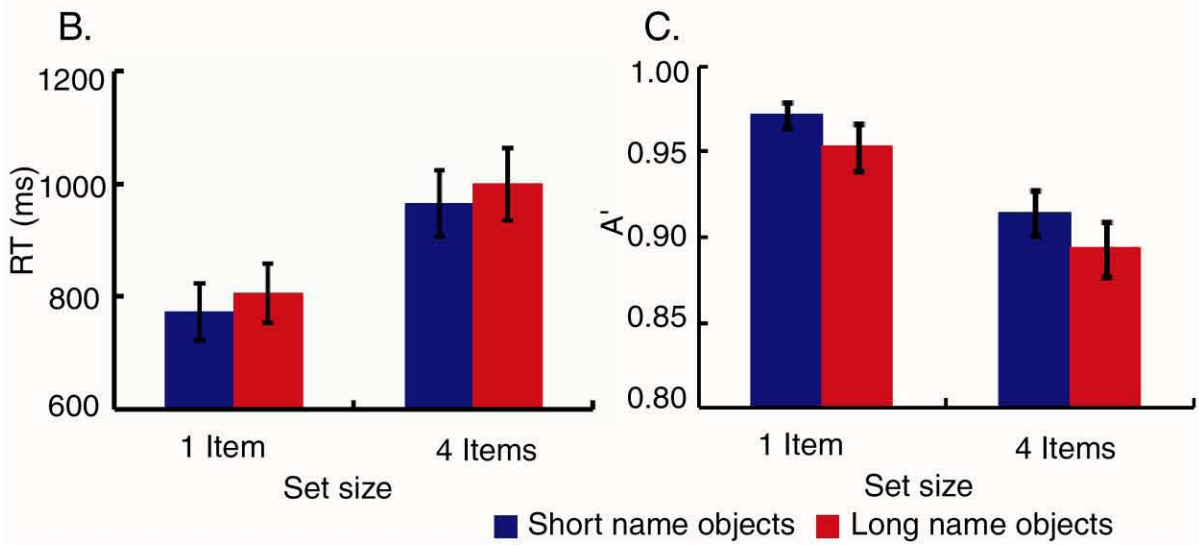 B.
RT (ms)
1200
1000
800
600
1 Item
4 Items
Set size
C.
A'
1.00
0.95
0.90
0.85
0.80
1 Item
4 Items
Set size
Short name objects
Long name objects